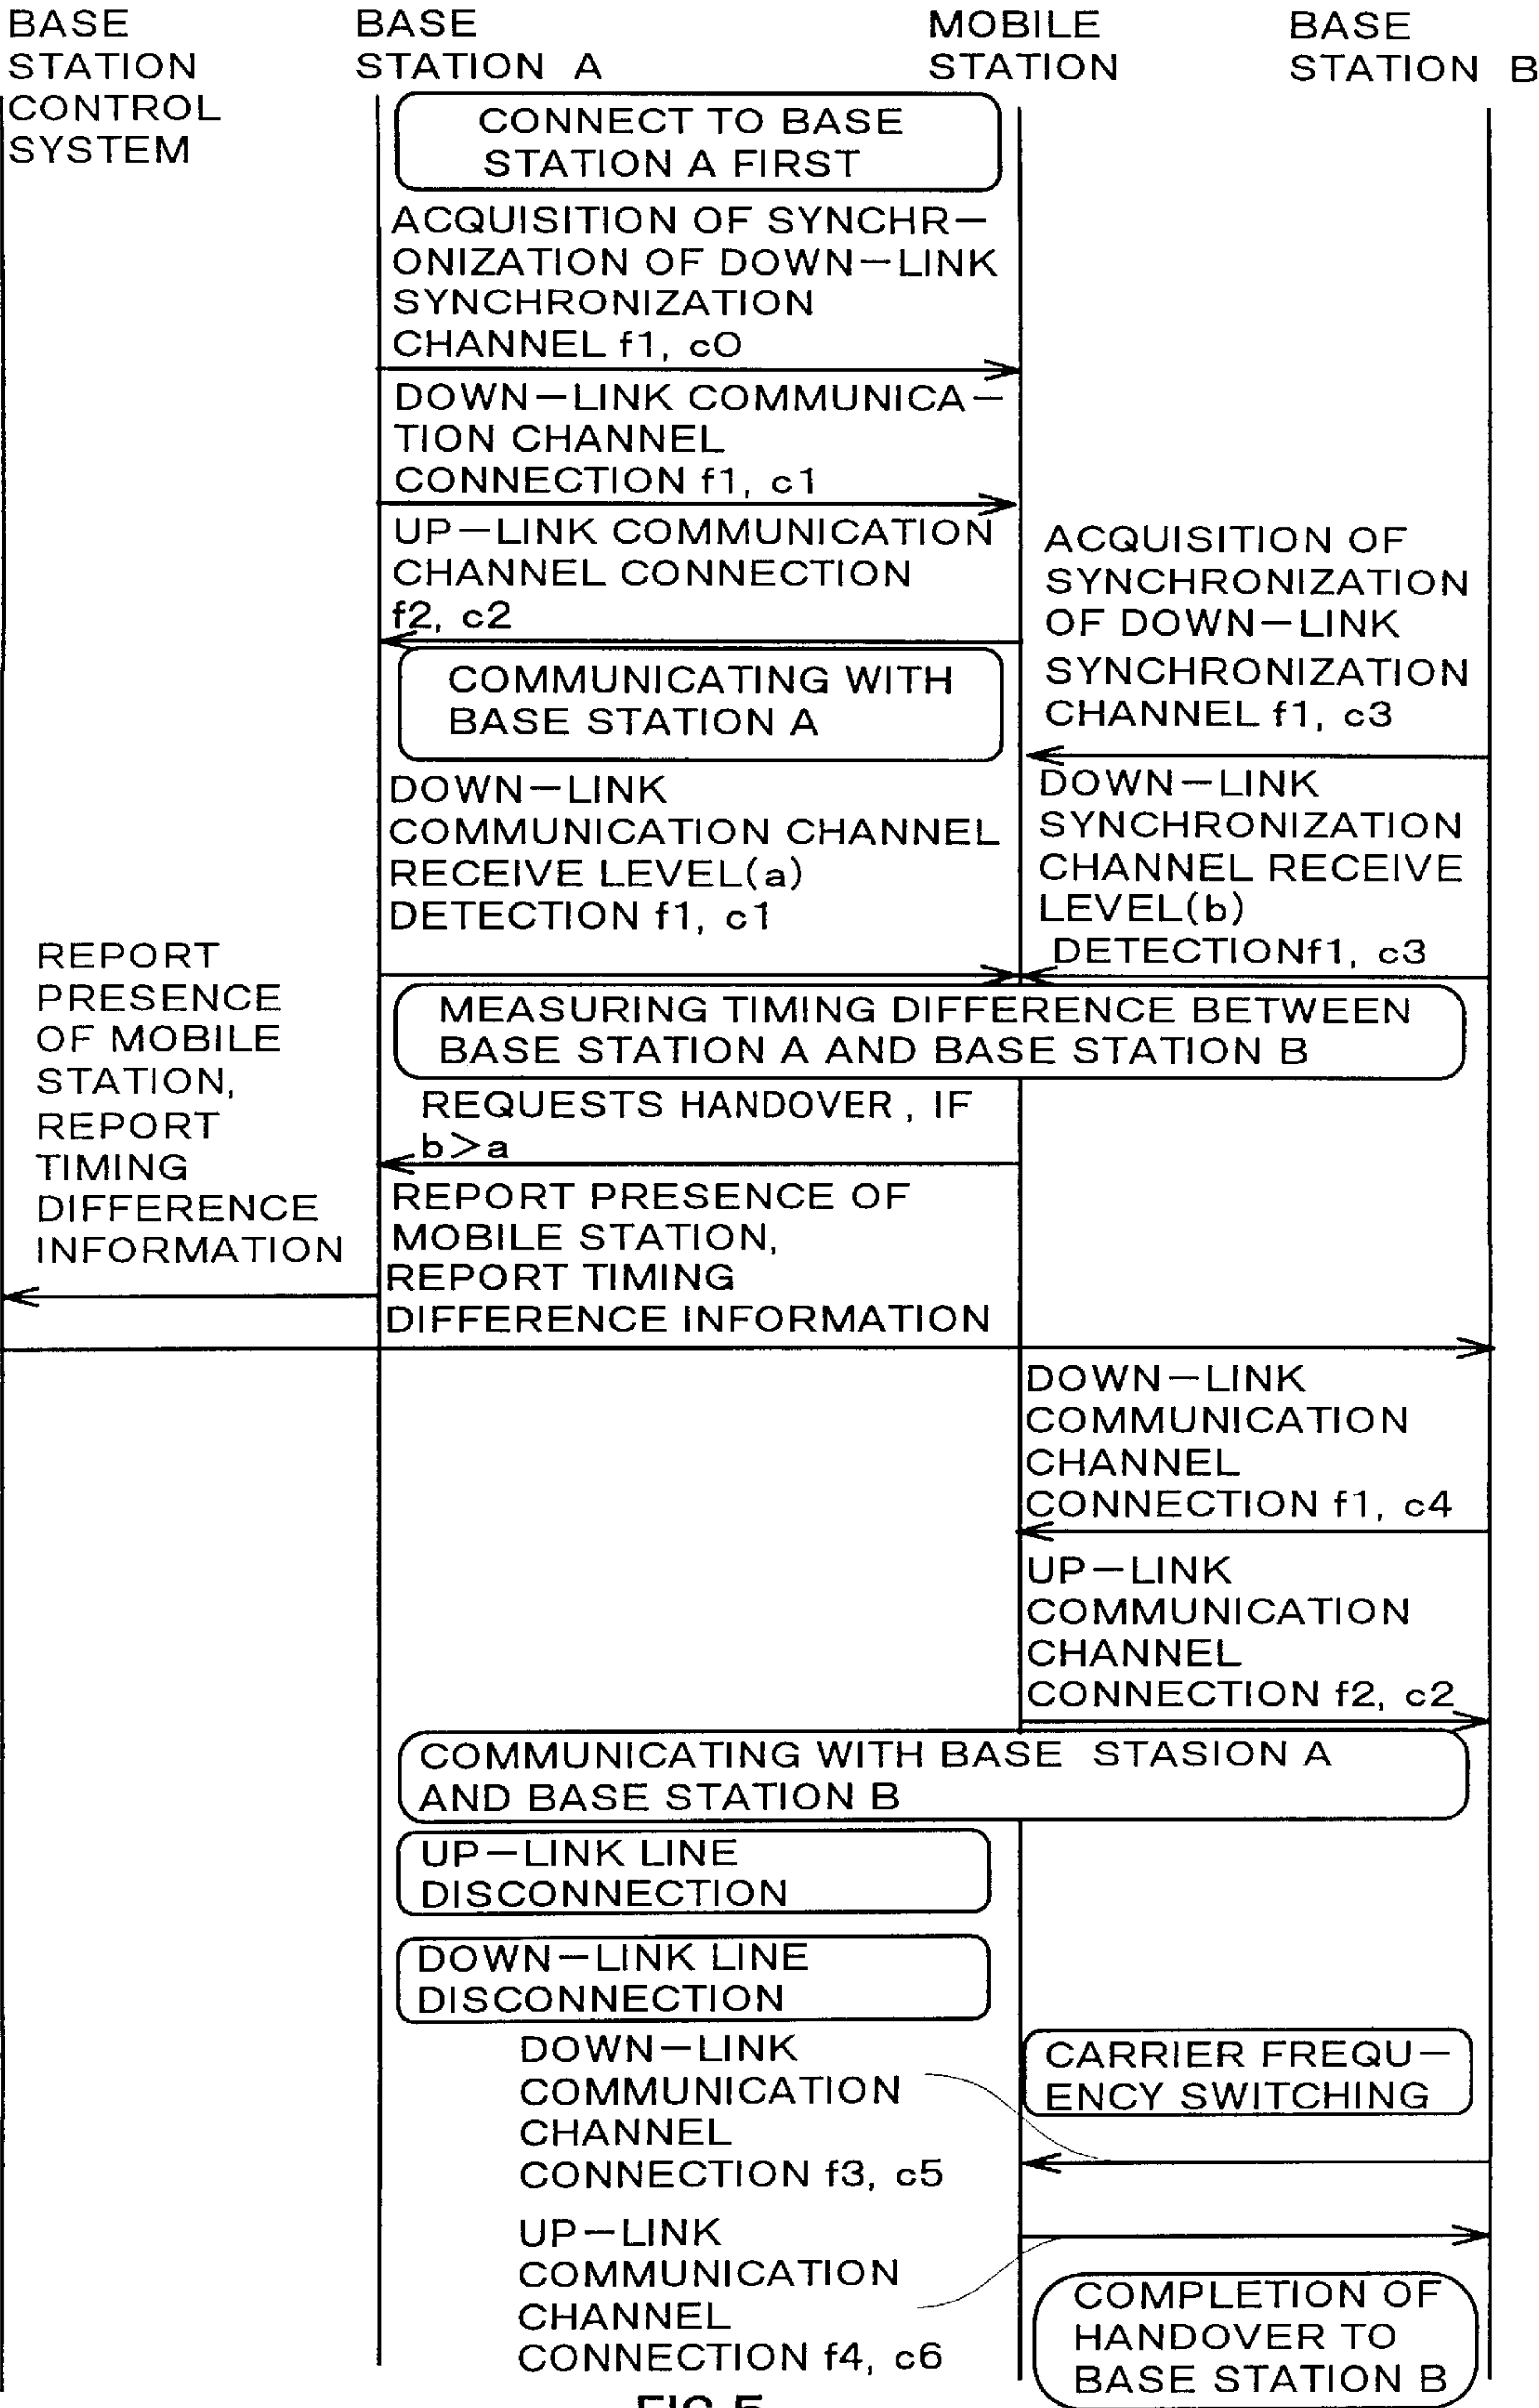 BASE
STATION
CONTROL
SYSTEM
BASE
STATION A
MOBILE
STATION
BASE
STATION B
CONNECT TO BASE
STATION A FIRST
ACQUISITION OF SYNCHR—
ONIZATION OF DOWN—LINK
SYNCHRONIZATION
CHANNEL f1, c0
DOWN—LINK COMMUNICA—
TION CHANNEL
CONNECTION f1, c1
UP—LINK COMMUNICATION
CHANNEL CONNECTION
f2, c2
ACQUISITION OF
SYNCHRONIZATION
OF DOWN—LINK
SYNCHRONIZATION
CHANNEL f1, c3
COMMUNICATING WITH
BASE STATION A
DOWN—LINK
COMMUNICATION CHANNEL
RECEIVE LEVEL(a)
DETECTION f1, c1
DOWN—LINK
SYNCHRONIZATION
CHANNEL RECEIVE
LEVEL(b)
DETECTIONf1, c3
REPORT
PRESENCE
OF MOBILE
STATION,
REPORT
TIMING
DIFFERENCE
INFORMATION
MEASURING TIMING DIFFERENCE BETWEEN
BASE STATION A AND BASE STATION B
REQUESTS HANDOVER , IF
b>a
REPORT PRESENCE OF
MOBILE STATION,
REPORT TIMING
DIFFERENCE INFORMATION
DOWN—LINK
COMMUNICATION
CHANNEL
CONNECTION f1, c4
UP—LINK
COMMUNICATION
CHANNEL
CONNECTION f2, c2
COMMUNICATING WITH BASE STASION A
AND BASE STATION B
UP—LINK LINE
DISCONNECTION
DOWN—LINK LINE
DISCONNECTION
DOWN—LINK
COMMUNICATION
CHANNEL
CONNECTION f3, c5
CARRIER FREQU—
ENCY SWITCHING
UP—LINK
COMMUNICATION
CHANNEL
CONNECTION f4, c6
COMPLETION OF
HANDOVER TO
BASE STATION B